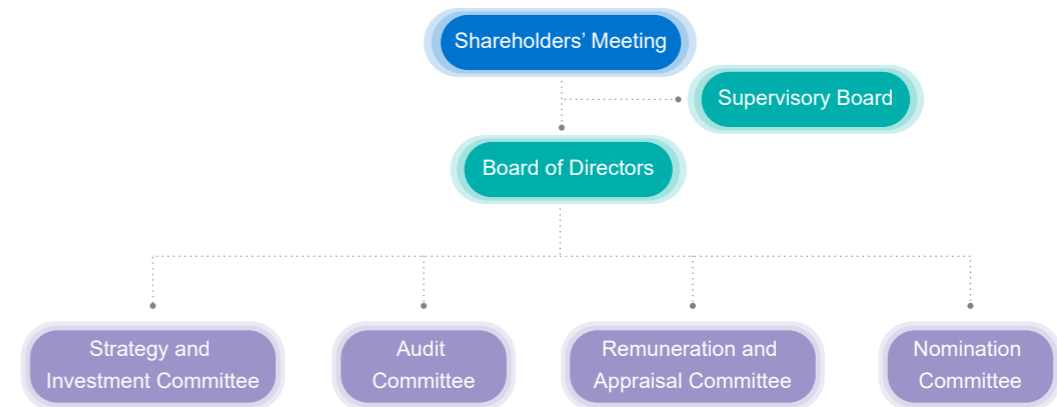 Shareholders’ Meeting
Supervisory Board
Board of Directors
Strategy and
Investment Committee
Audit
Committee
Remuneration and
Appraisal Committee
Nomination
Committee